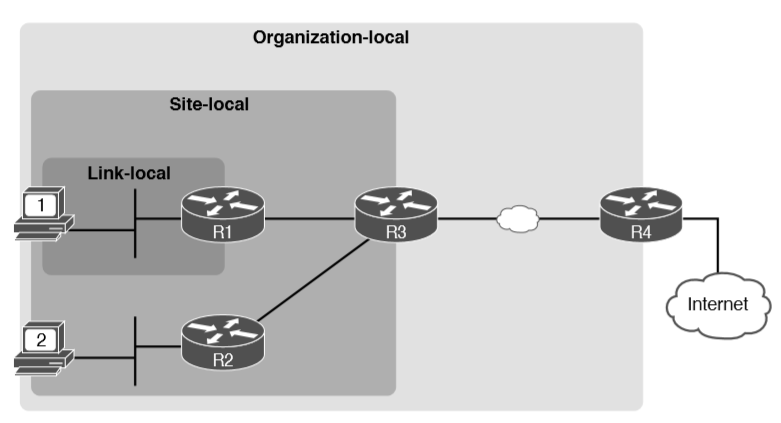 Organization-local
Site-local
Link-local
1
R1
R3
R4
Internet
2
R2